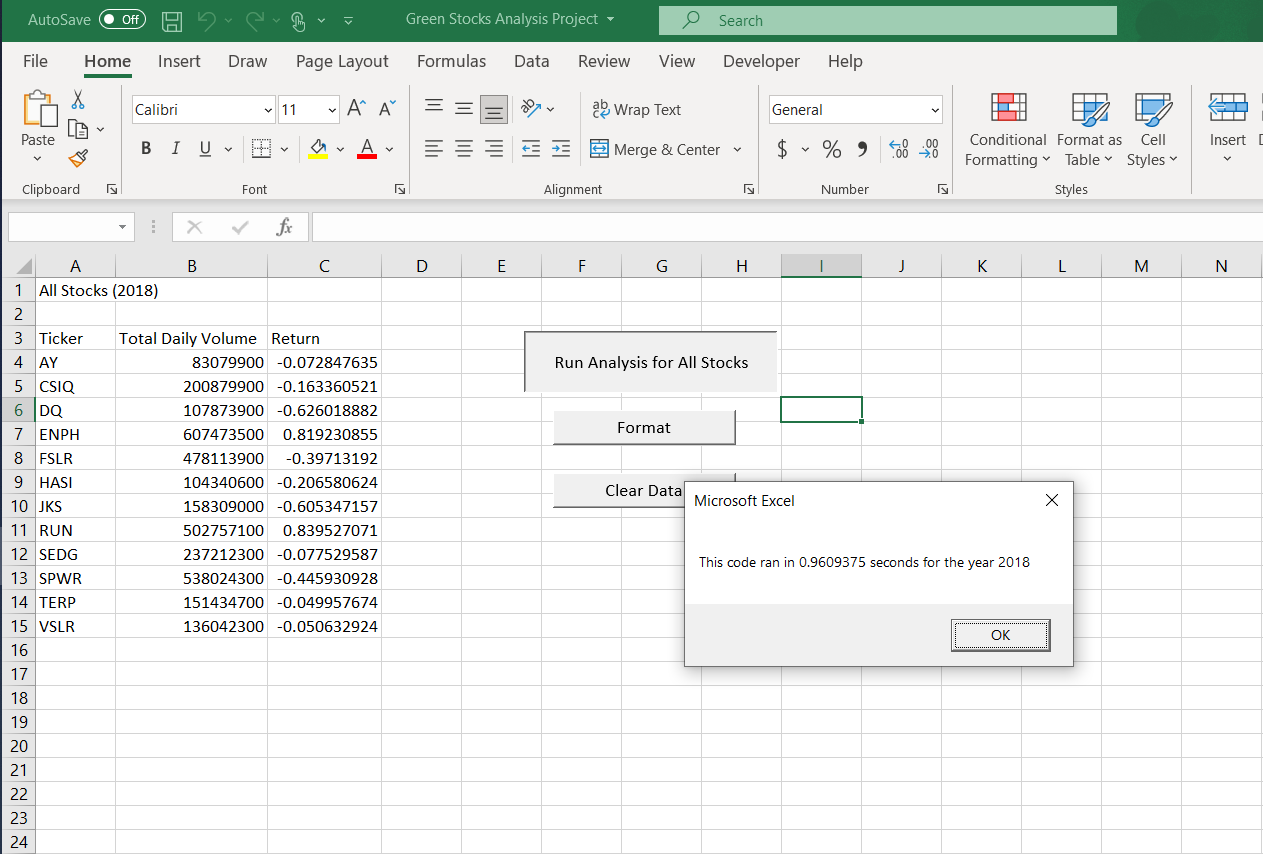 AutoSave Off Green Stocks Analysis Project Search
File Home Insert Draw Page Layout Formulas Data Review View Developer Help
Paste
Clipboard
Calibri 11
B I U A
Font
ab Wrap Text
Merge & Center
Alignment
General
$ % 9 .00 .00
Number
Conditional Formatting
Format as Table
Cell Styles
Styles
Insert
fx
A B C D E F G H I J K L M N
1 All Stocks (2018)
2
3 Ticker Total Daily Volume Return
4 AY 83079900 -0.072847635
5 CSIQ 200879900 -0.163360521
6 DQ 107873900 -0.626018882
7 ENPH 607473500 0.819230855
8 FSLR 478113900 -0.39713192
9 HASI 104340600 -0.206580624
10 JKS 158309000 -0.605347157
11 RUN 502757100 0.839527071
12 SEDG 237212300 -0.077529587
13 SPWR 538024300 -0.445930928
14 TERP 151434700 -0.049957674
15 VSLR 136042300 -0.050632924
16
17
18
19
20
21
22
23
24
Run Analysis for All Stocks
Format
Clear Data
Microsoft Excel
This code ran in 0.9609375 seconds for the year 2018
OK